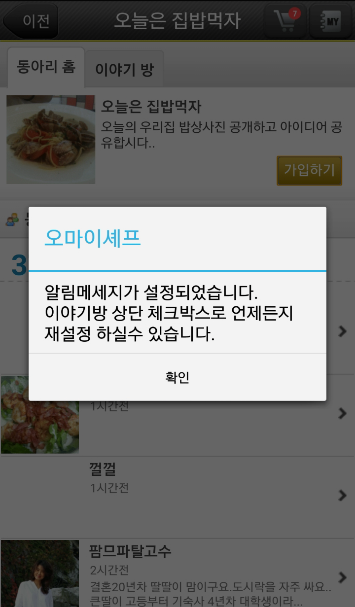 이전
오늘은 집밥먹자
7
MY
동아리 홈
이야기 방
오늘은 집밥먹자
오늘의 우리집 밥상사진 공개하고 아이디어 공
유합시다..
가입하기
3
오마이셰프
알림메세지가 설정되었습니다.
이야기방 상단 체크박스로 언제든지
재설정 하실수 있습니다.
확인
1시간전
껄껄
1시간전
팜므파탈고수
2시간전
결혼20년차 딸딸이 맘이구요.도시락을 자주 싸요..
큰딸이 고등부터 기숙사 4년차 대학생이라...